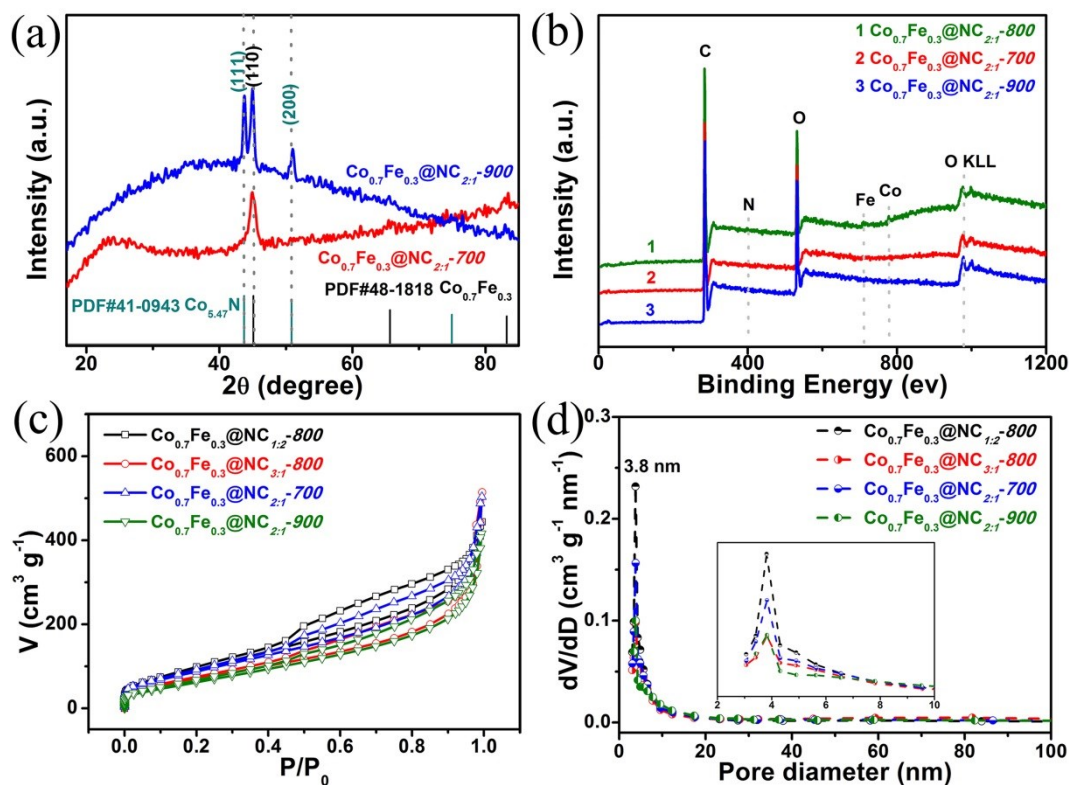 (a)
(111)
(110)
(200)
Co0.7Fe0.3@NC2:1-900
Co0.7Fe0.3@NC2:1-700
PDF#48-1818 Co0.7Fe0.3
PDF#41-0943 Co5.47N
Intensity (a.u.)
20 40 60 80
2θ (degree)
(b)
1 Co0.7Fe0.3@NC2:1-800
2 Co0.7Fe0.3@NC2:1-700
3 Co0.7Fe0.3@NC2:1-900
C
O
O KLL
N
Fe
Co
1
2
3
Intensity (a.u.)
0 200 400 600 800 1000 1200
Binding Energy (ev)
(c)
Co0.7Fe0.3@NC1:2-800
Co0.7Fe0.3@NC3:1-800
Co0.7Fe0.3@NC2:1-700
Co0.7Fe0.3@NC2:1-900
600
400
200
0
V (cm3 g-1)
0.0 0.2 0.4 0.6 0.8 1.0
P/P0
(d)
Co0.7Fe0.3@NC1:2-800
Co0.7Fe0.3@NC3:1-800
Co0.7Fe0.3@NC2:1-700
Co0.7Fe0.3@NC2:1-900
3.8 nm
0.3
0.2
0.1
0.0
dV/dD (cm3 g-1 nm-1)
2 4 6 8 10
0 20 40 60 80 100
Pore diameter (nm)